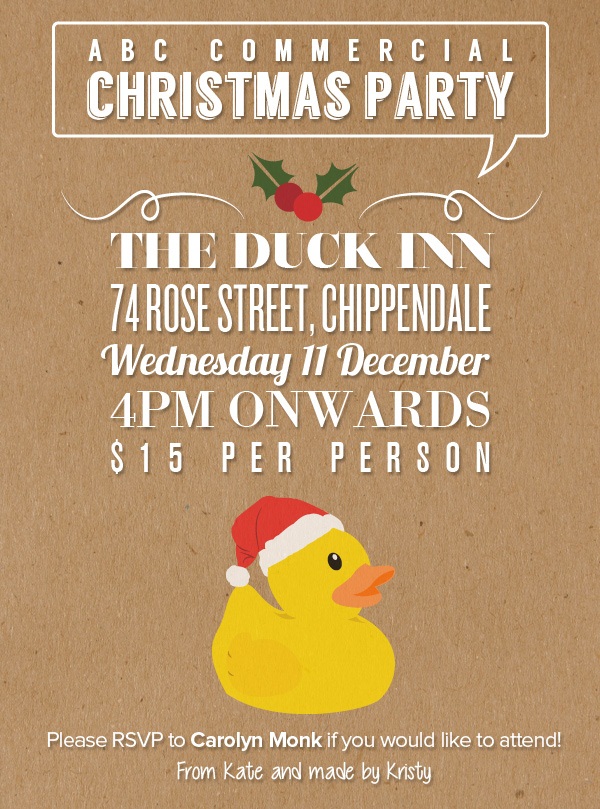 ABC COMMERCIAL
CHRISTMAS PARTY
THE DUCK INN
74 ROSE STREET, CHIPPENDALE
Wednesday 11 December
4PM ONWARDS
$15 PER PERSON
Please RSVP to Carolyn Monk if you would like to attend!
From Kate and made by Kristy